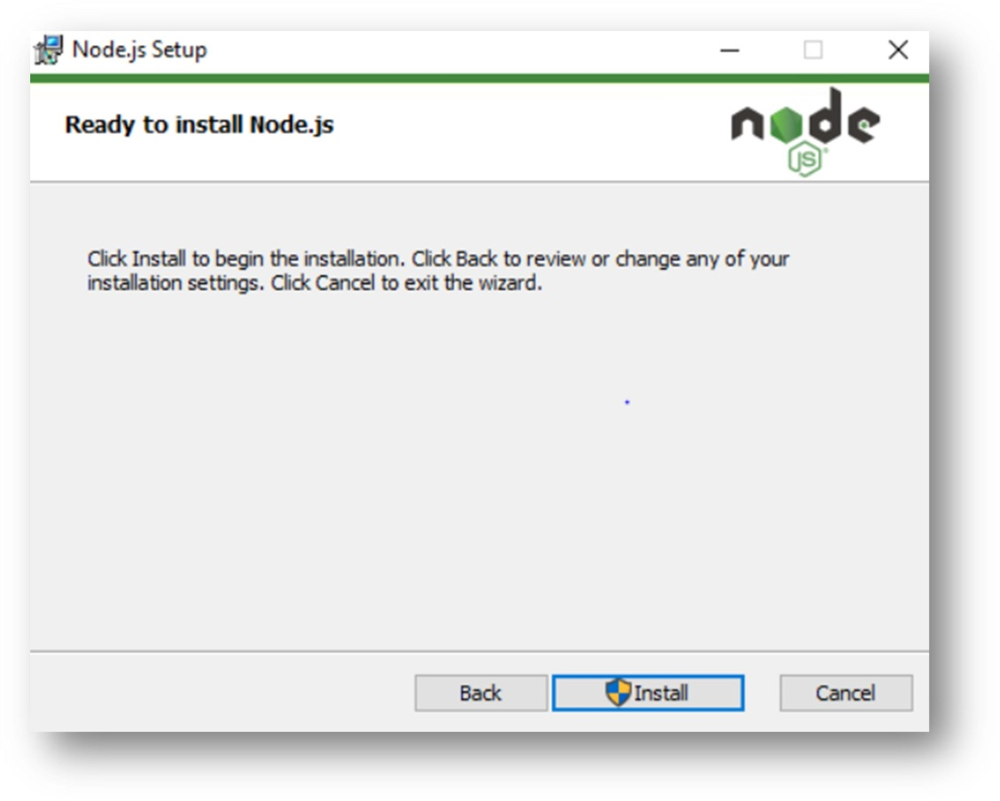 Node.js Setup
Ready to install Node.js
node
JS
Click Install to begin the installation. Click Back to review or change any of your
installation settings. Click Cancel to exit the wizard.
Back
Install
Cancel